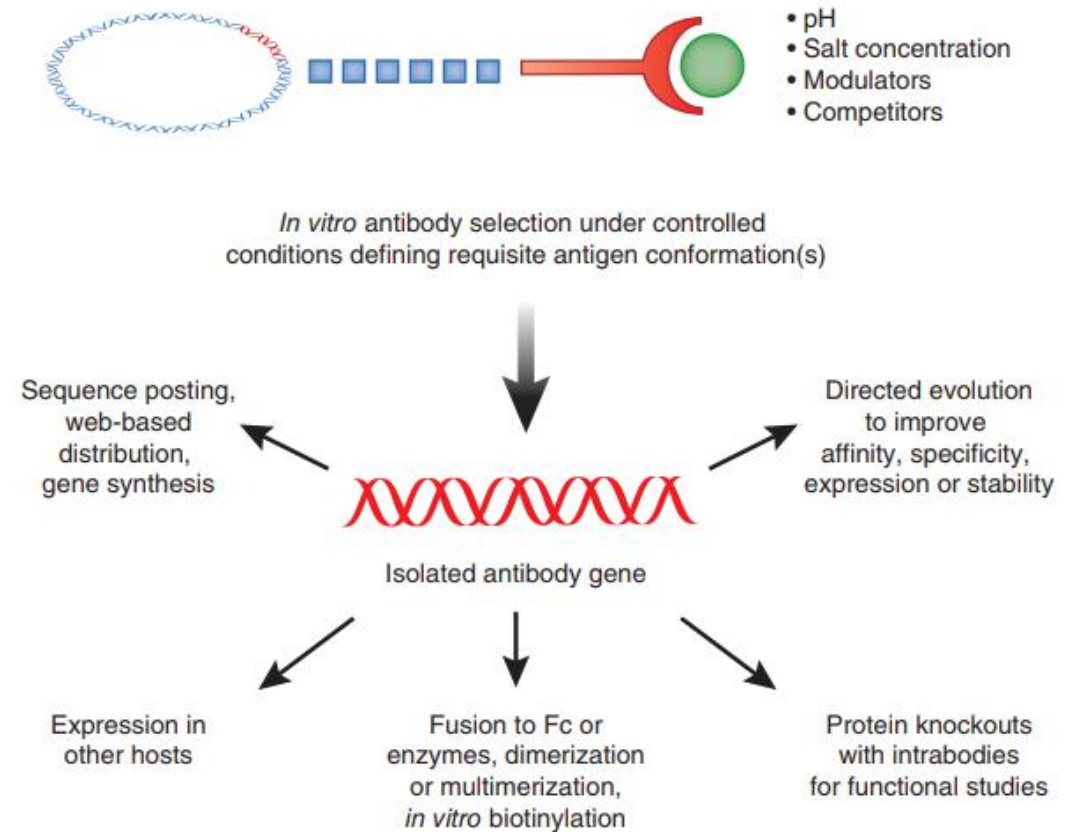 • pH
• Salt concentration
• Modulators
• Competitors
In vitro antibody selection under controlled
conditions defining requisite antigen conformation(s)
Sequence posting,
web-based
distribution,
gene synthesis
Directed evolution
to improve
affinity, specificity,
expression or stability
Isolated antibody gene
Expression in
other hosts
Fusion to Fc or
enzymes, dimerization
or multimerization,
in vitro biotinylation
Protein knockouts
with intrabodies
for functional studies